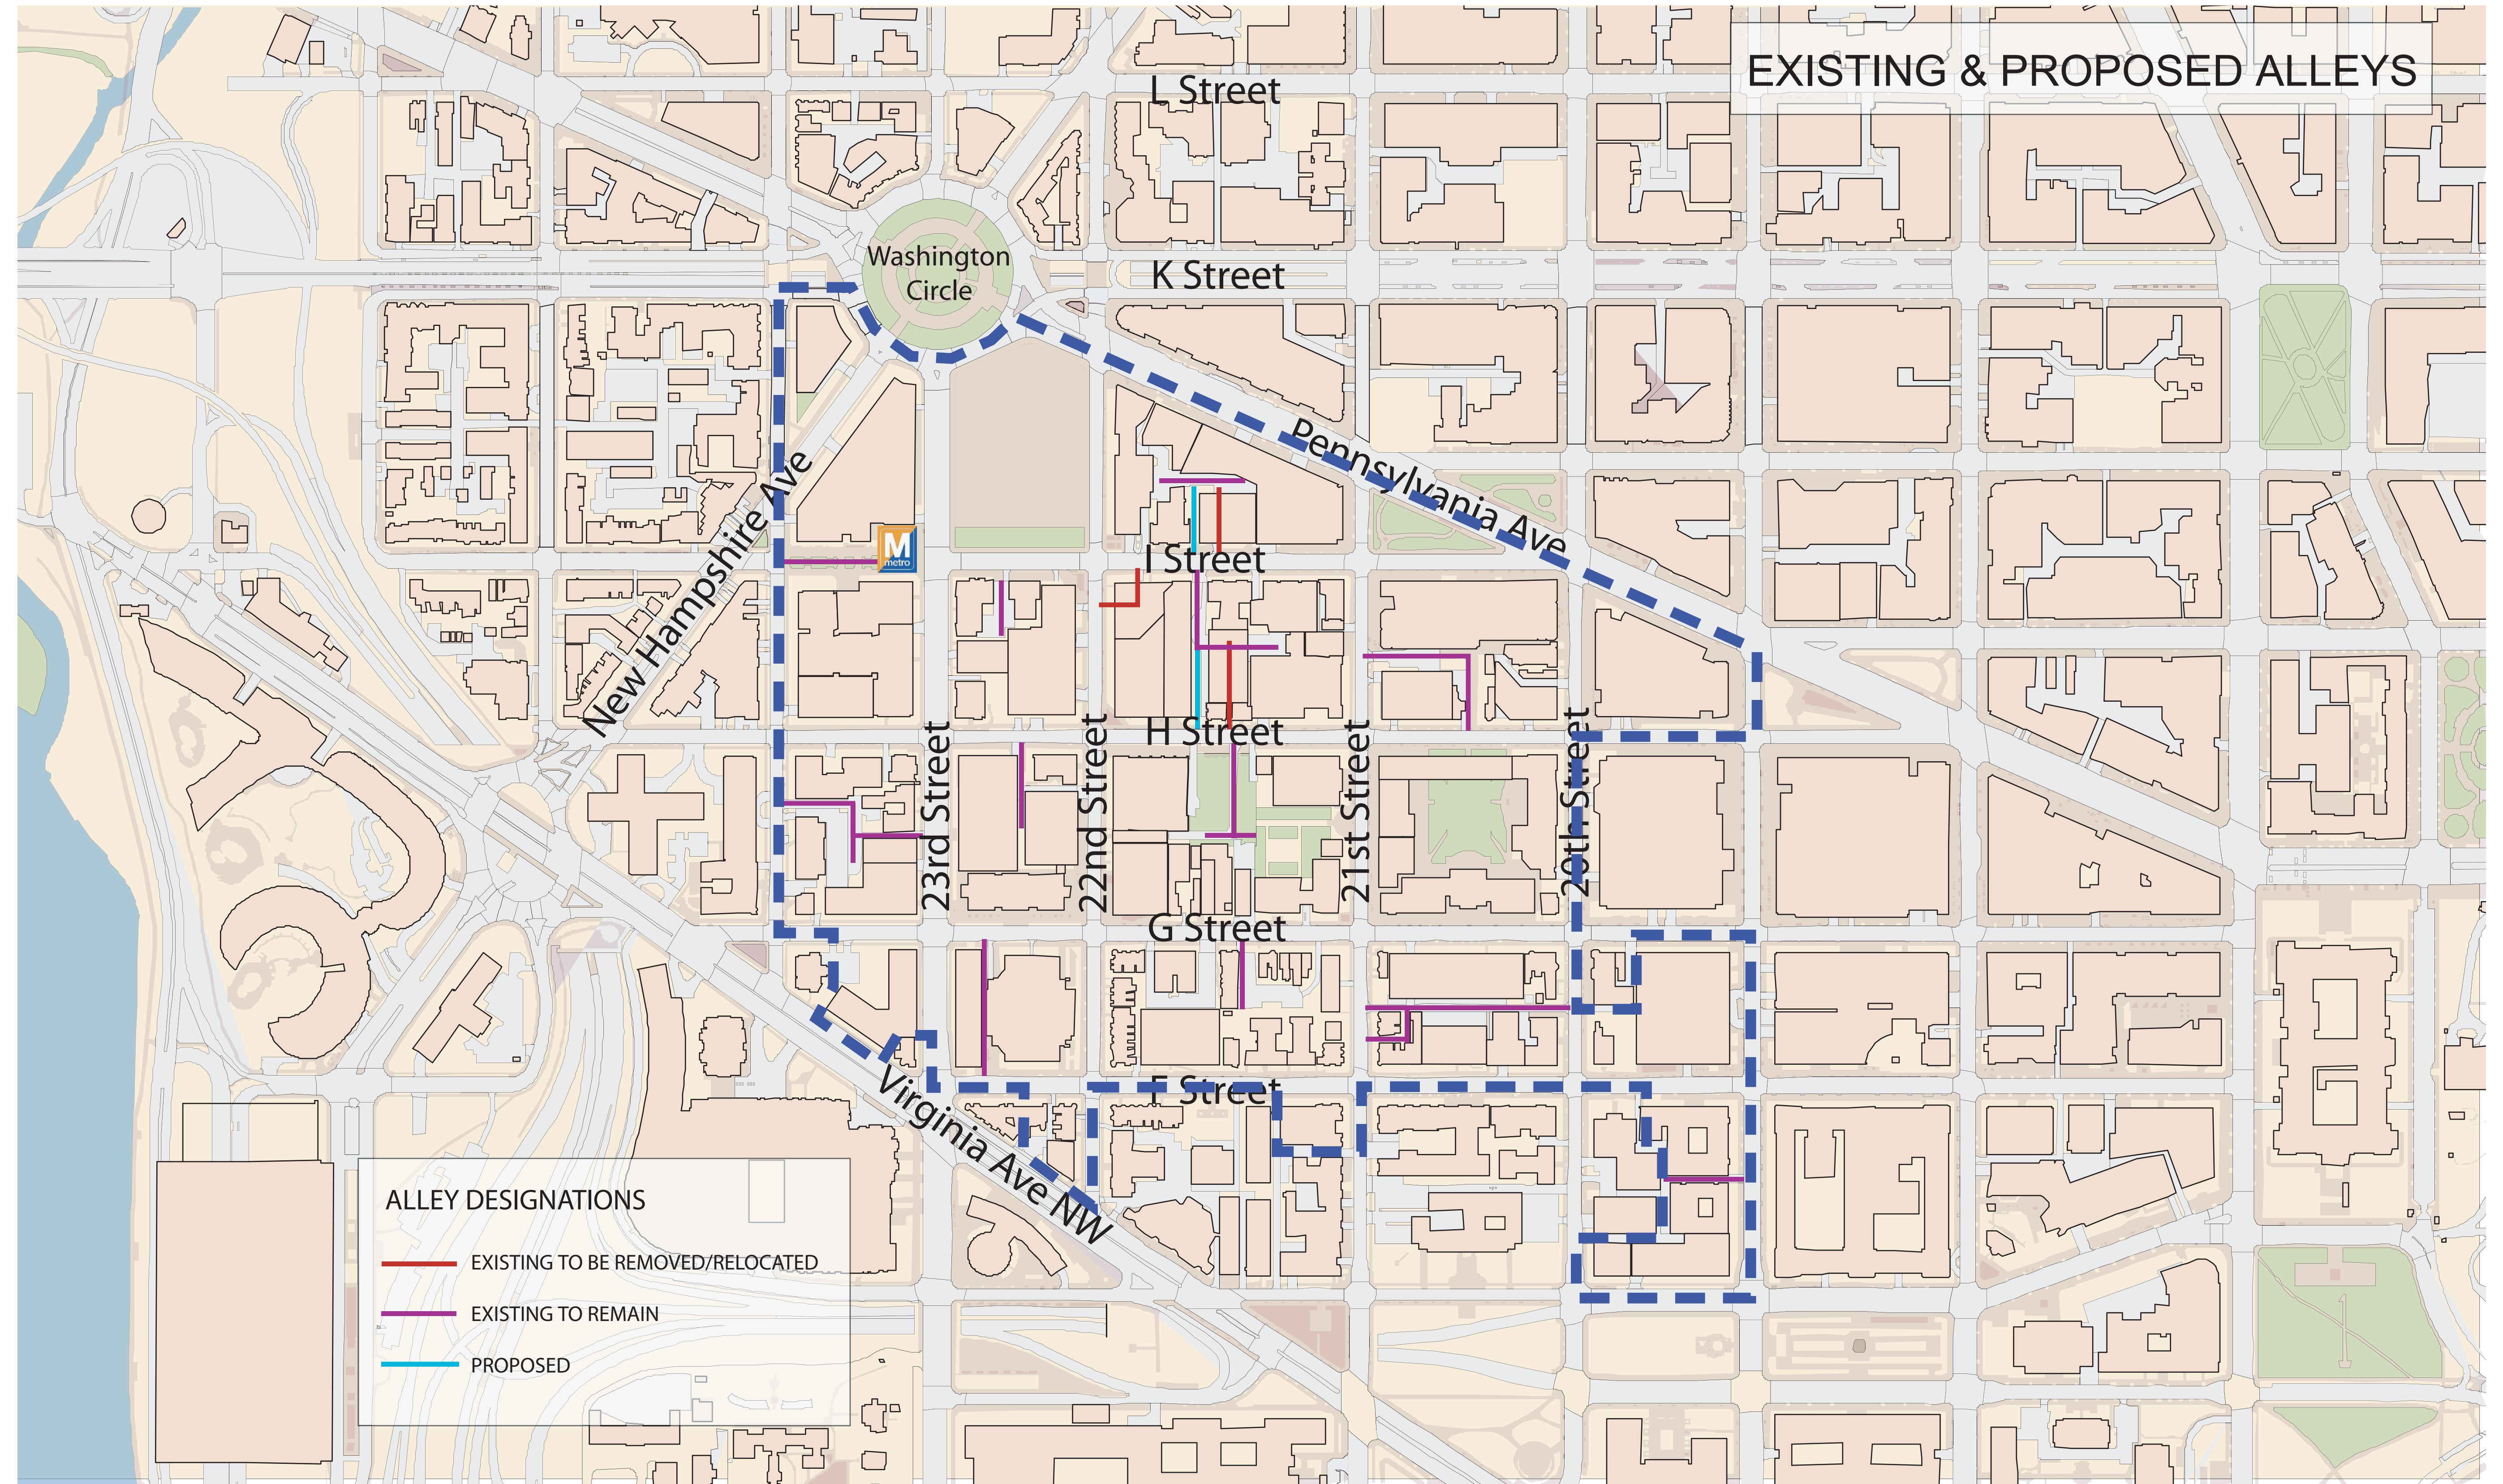 EXISTING & PROPOSED ALLEYS
L Street
Washington
Circle
K Street
Pennsylvania Ave
New Hampshire Ave
M
metro
I Street
H Street
23rd Street
22nd Street
21st Street
20th Street
G Street
F Street
Virginia Ave NW
ALLEY DESIGNATIONS
EXISTING TO BE REMOVED/RELOCATED
EXISTING TO REMAIN
PROPOSED